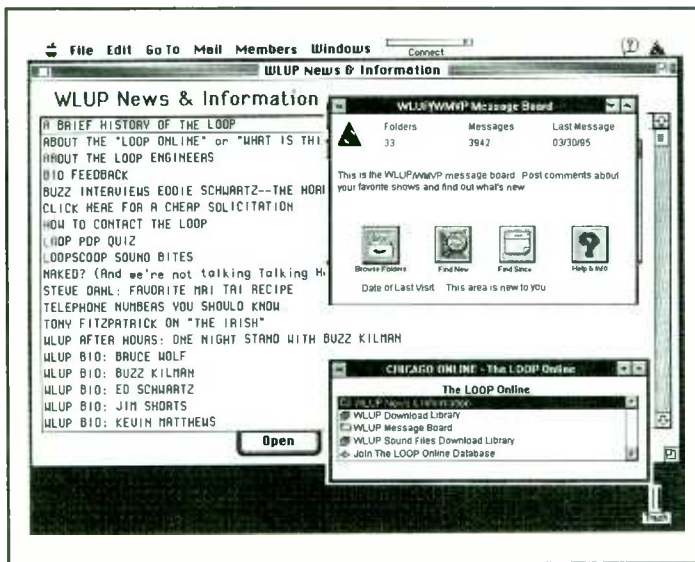 File Edit Go To Mail Members Windows
Connect
WLUP News & Information
WLUP News & Information
A BRIEF HISTORY OF THE LOOP
ABOUT THE "LOOP ONLINE" or "WHAT IS THI
ABOUT THE LOOP ENGINEERS
BIO FEEDBACK
BUZZ INTERVIEWS EDDIE SCHWARTZ--THE HORI
CLICK HERE FOR A CHEAP SOLICITATION
HOW TO CONTACT THE LOOP
LOOP POP QUIZ
LOOPSCOOP SOUND BITES
NAKED? (And we're not talking Talking H
STEVE DAHL: FAVORITE MAI TAI RECIPE
TELEPHONE NUMBERS YOU SHOULD KNOW
TONY FITZPATRICK ON "THE IRISH"
WLUP AFTER HOURS: ONE NIGHT STAND WITH BUZZ KILMAN
WLUP BIO: BRUCE WOLF
WLUP BIO: BUZZ KILMAN
WLUP BIO: ED SCHWARTZ
WLUP BIO: JIM SHORTS
WLUP BIO: KEVIN MATTHEWS
Open
WLUP/WMVP Message Board
Folders Messages Last Message
33 3942 03/30/95
This is the WLUP/WMVP message board Post comments about
your favorite shows and find out what's new
Browse Folders Find New Find Since Help & Info
Date of Last Visit This area is new to you
CHICAGO ONLINE - The LOOP Online
The LOOP Online
WLUP News & Information
WLUP Download Library
WLUP Message Board
WLUP Sound Files Download Library
Join The LOOP Online Database
Trash